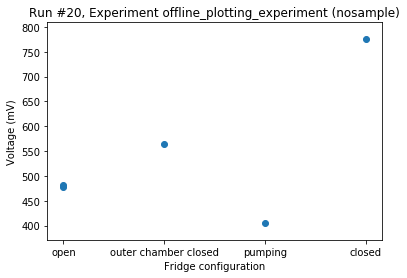 Run #20, Experiment offline_plotting_experiment (nosample)
800
750
700
650
600
550
500
450
400
Voltage (mV)
open
outer chamber closed
pumping
closed
Fridge configuration